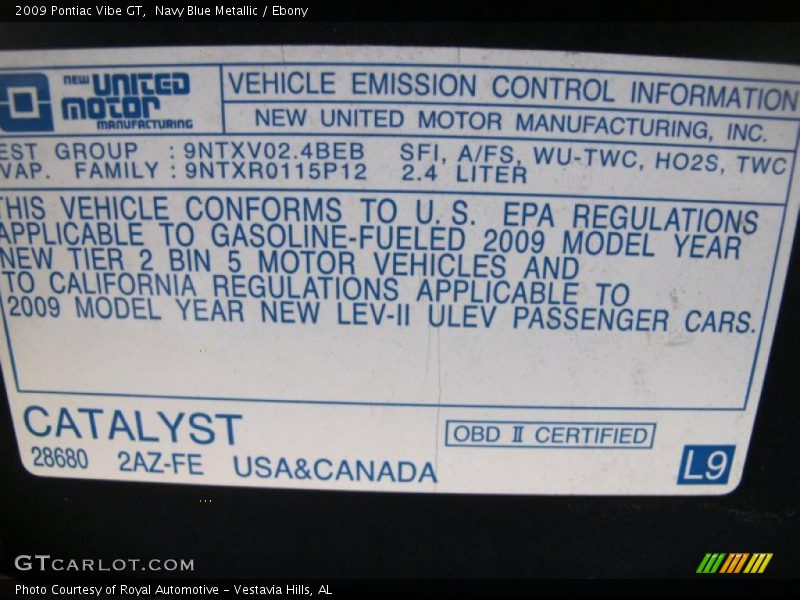 2009 Pontiac Vibe GT, Navy Blue Metallic / Ebony
NEW UNITED
MOTOR
MANUFACTURING
VEHICLE EMISSION CONTROL INFORMATION
NEW UNITED MOTOR MANUFACTURING, INC.
EST GROUP : 9NTXV02.4BEB SFI, A/FS, WU-TWC, HO2S, TWC
VAP. FAMILY : 9NTXR0115P12 2.4 LITER
THIS VEHICLE CONFORMS TO U.S. EPA REGULATIONS
APPLICABLE TO GASOLINE-FUELED 2009 MODEL YEAR
NEW TIER 2 BIN 5 MOTOR VEHICLES AND
TO CALIFORNIA REGULATIONS APPLICABLE TO
2009 MODEL YEAR NEW LEV-II ULEV PASSENGER CARS.
CATALYST
OBD II CERTIFIED
28680 2AZ-FE USA&CANADA
L9
GTCARLOT.COM
Photo Courtesy of Royal Automotive - Vestavia Hills, AL